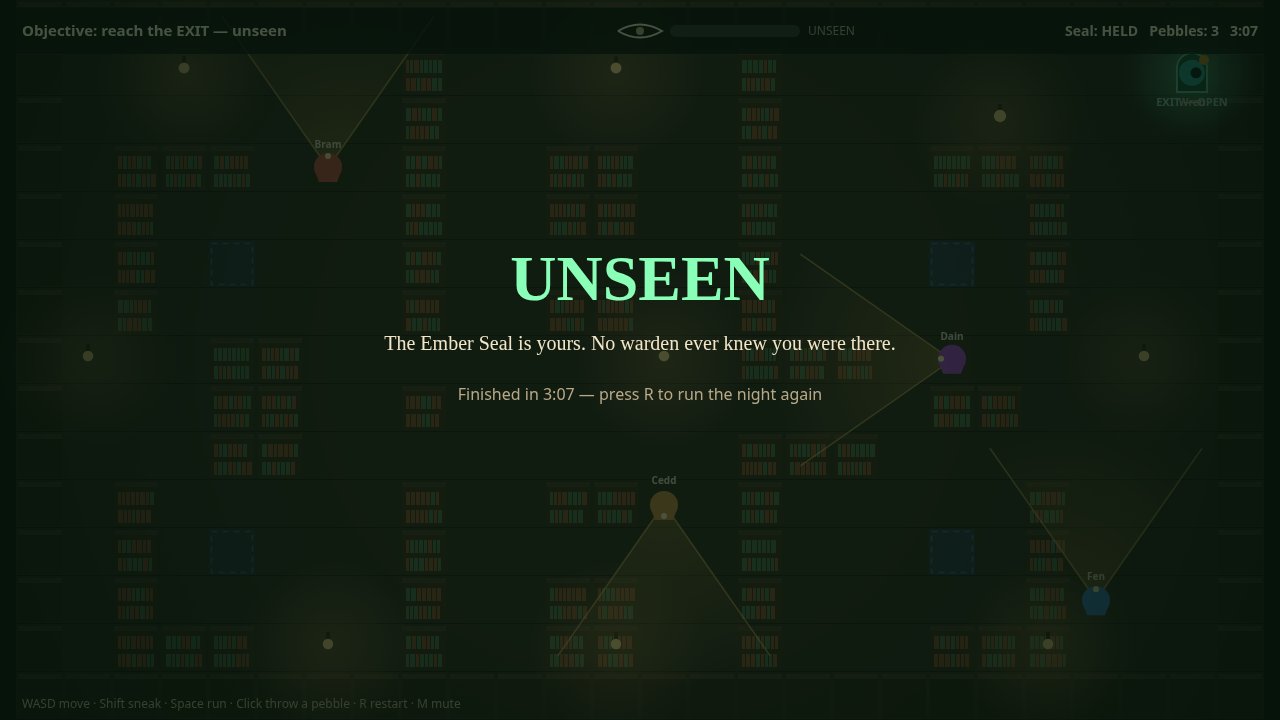 Objective: reach the EXIT — unseen
UNSEEN
Seal: HELD Pebbles: 3 3:07
EXIT OPEN
Bram
UNSEEN
Dain
The Ember Seal is yours. No warden ever knew you were there.
Finished in 3:07 — press R to run the night again
Cedd
Fen
WASD move · Shift sneak · Space run · Click throw a pebble · R restart · M mute